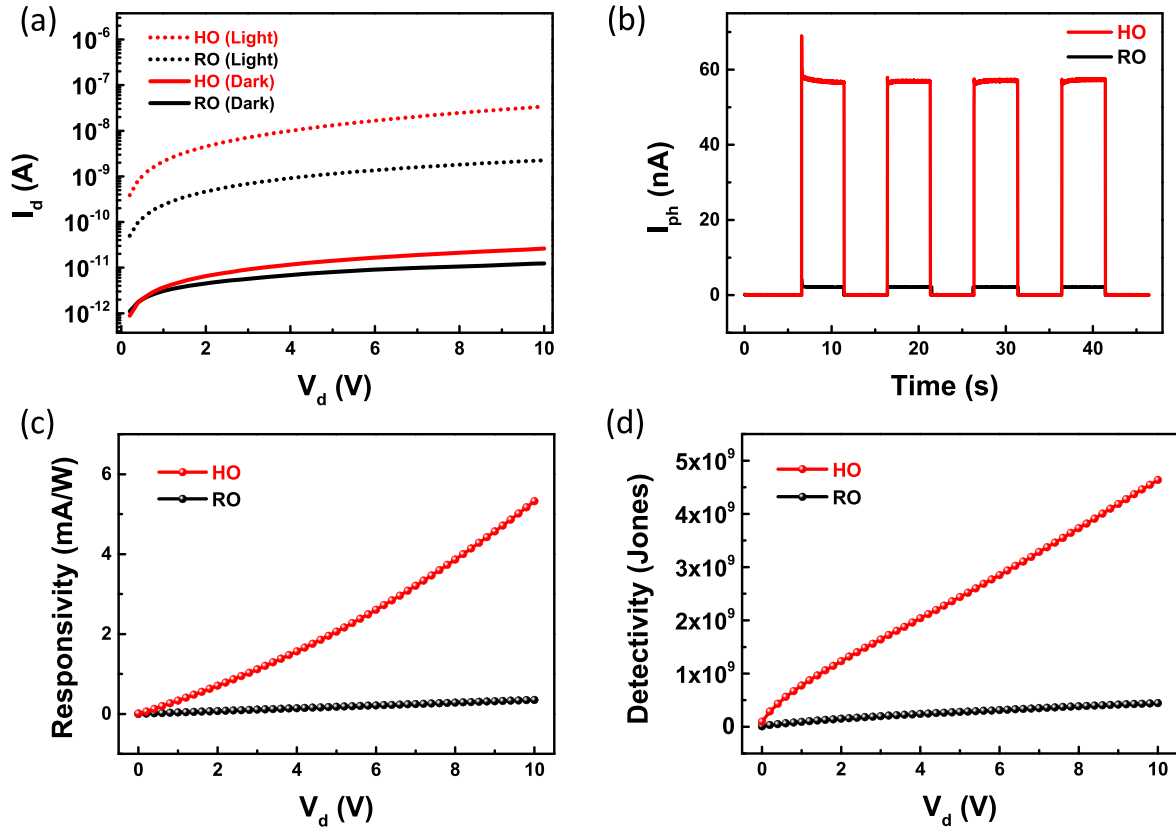 (a)
HO (Light)
RO (Light)
HO (Dark)
RO (Dark)
10⁻⁶
10⁻⁷
10⁻⁸
10⁻⁹
10⁻¹⁰
10⁻¹¹
10⁻¹²
I_d (A)
0 2 4 6 8 10
V_d (V)
(b)
HO
RO
60
40
20
0
I_ph (nA)
0 10 20 30 40
Time (s)
(c)
HO
RO
6
4
2
0
Responsivity (mA/W)
0 2 4 6 8 10
V_d (V)
(d)
HO
RO
5x10⁹
4x10⁹
3x10⁹
2x10⁹
1x10⁹
0
Detectivity (Jones)
0 2 4 6 8 10
V_d (V)